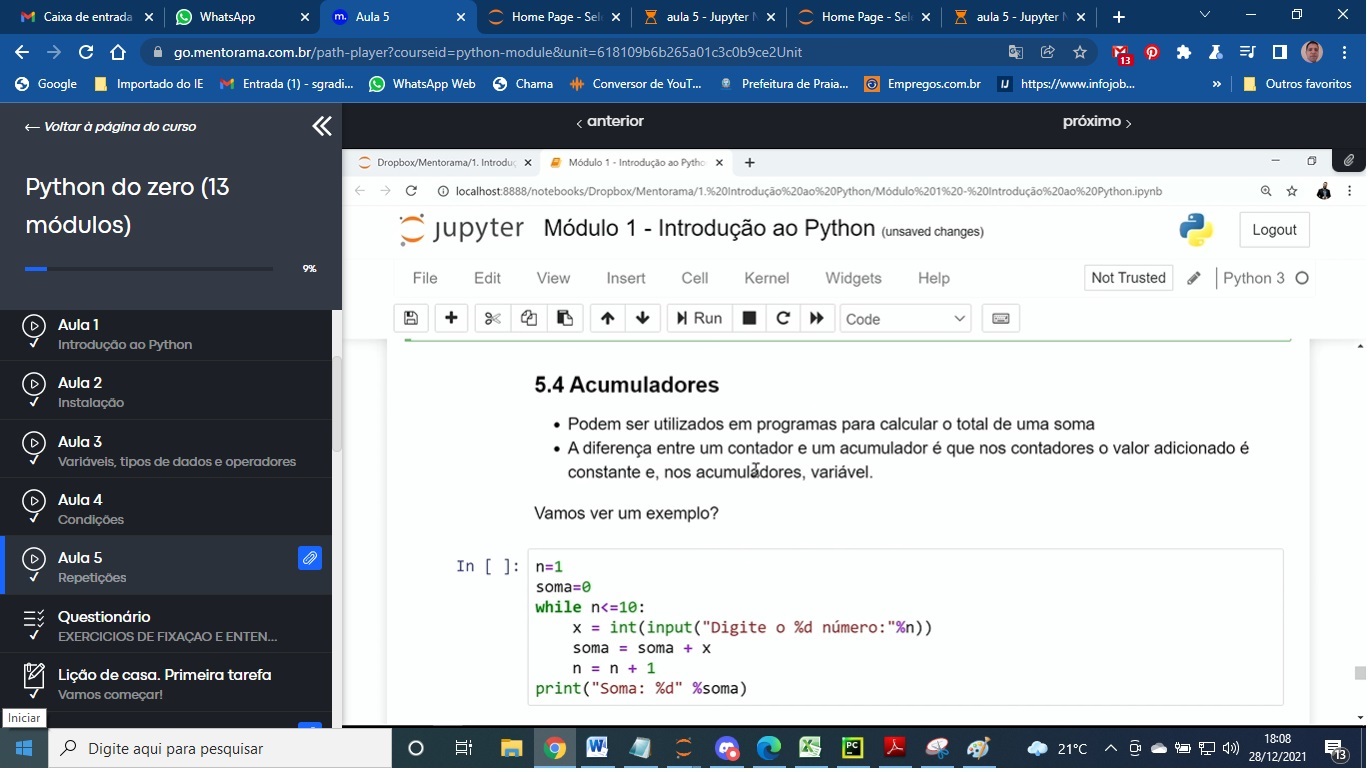 Caixa de entrada
WhatsApp
m. Aula 5
Home Page - Sele
aula 5 - Jupyter N
Home Page - Sele
aula 5 - Jupyter N
go.mentorama.com.br/path-player?courseid=python-module&unit=618109b6b265a01c3c0b9ce2Unit
13
Google
Importado do IE
Entrada (1) - sgradi...
WhatsApp Web
Chama
Conversor de YouT...
Prefeitura de Praia...
Empregos.com.br
https://www.infojob...
»
Outros favoritos
← Voltar à página do curso
‹ anterior
próximo ›
Python do zero (13
módulos)
9%
Aula 1
Introdução ao Python
Aula 2
Instalação
Aula 3
Variáveis, tipos de dados e operadores
Aula 4
Condições
Aula 5
Repetições
Questionário
EXERCICIOS DE FIXAÇAO E ENTEN...
Lição de casa. Primeira tarefa
Vamos começar!
Iniciar
Dropbox/Mentorama/1. Introduç
Módulo 1 - Introdução ao Pytho
localhost:8888/notebooks/Dropbox/Mentorama/1.%20Introdução%20ao%20Python/Módulo%201%20-%20Introdução%20ao%20Python.ipynb
jupyter Módulo 1 - Introdução ao Python (unsaved changes)
Logout
File Edit View Insert Cell Kernel Widgets Help
Not Trusted
Python 3
Run
Code
5.4 Acumuladores
• Podem ser utilizados em programas para calcular o total de uma soma
• A diferença entre um contador e um acumulador é que nos contadores o valor adicionado é
constante e, nos acumuladores, variável.
Vamos ver um exemplo?
In [ ]: n=1
soma=0
while n<=10:
    x = int(input("Digite o %d número:"%n))
    soma = soma + x
    n = n + 1
print("Soma: %d" %soma)
Digite aqui para pesquisar
W
X
PC
21°C
18:08
28/12/2021
13